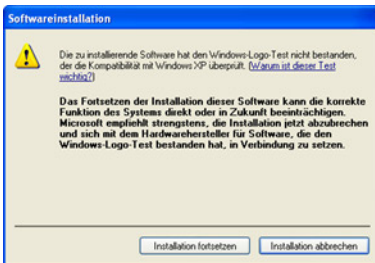 Softwareinstallation
Die zu installierende Software hat den Windows-Logo-Test nicht bestanden,
der die Kompatibilität mit Windows XP überprüft. (Warum ist dieser Test
wichtig?)
Das Fortsetzen der Installation dieser Software kann die korrekte
Funktion des Systems direkt oder in Zukunft beeinträchtigen.
Microsoft empfiehlt strengstens, die Installation jetzt abzubrechen
und sich mit dem Hardwarehersteller für Software, die den
Windows-Logo-Test bestanden hat, in Verbindung zu setzen.
Installation fortsetzen
Installation abbrechen